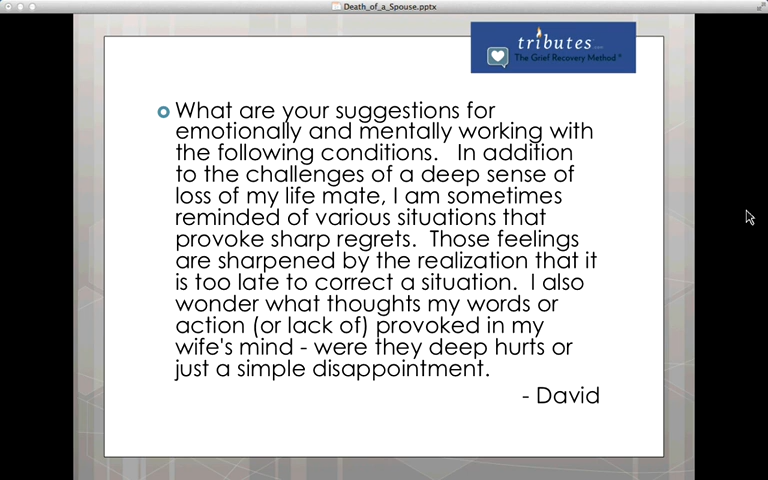 Death_of_a_Spouse.pptx
tributes.com
The Grief Recovery Method®
What are your suggestions for
emotionally and mentally working with
the following conditions.   In addition
to the challenges of a deep sense of
loss of my life mate, I am sometimes
reminded of various situations that
provoke sharp regrets.  Those feelings
are sharpened by the realization that it
is too late to correct a situation.  I also
wonder what thoughts my words or
action (or lack of) provoked in my
wife's mind - were they deep hurts or
just a simple disappointment.
- David